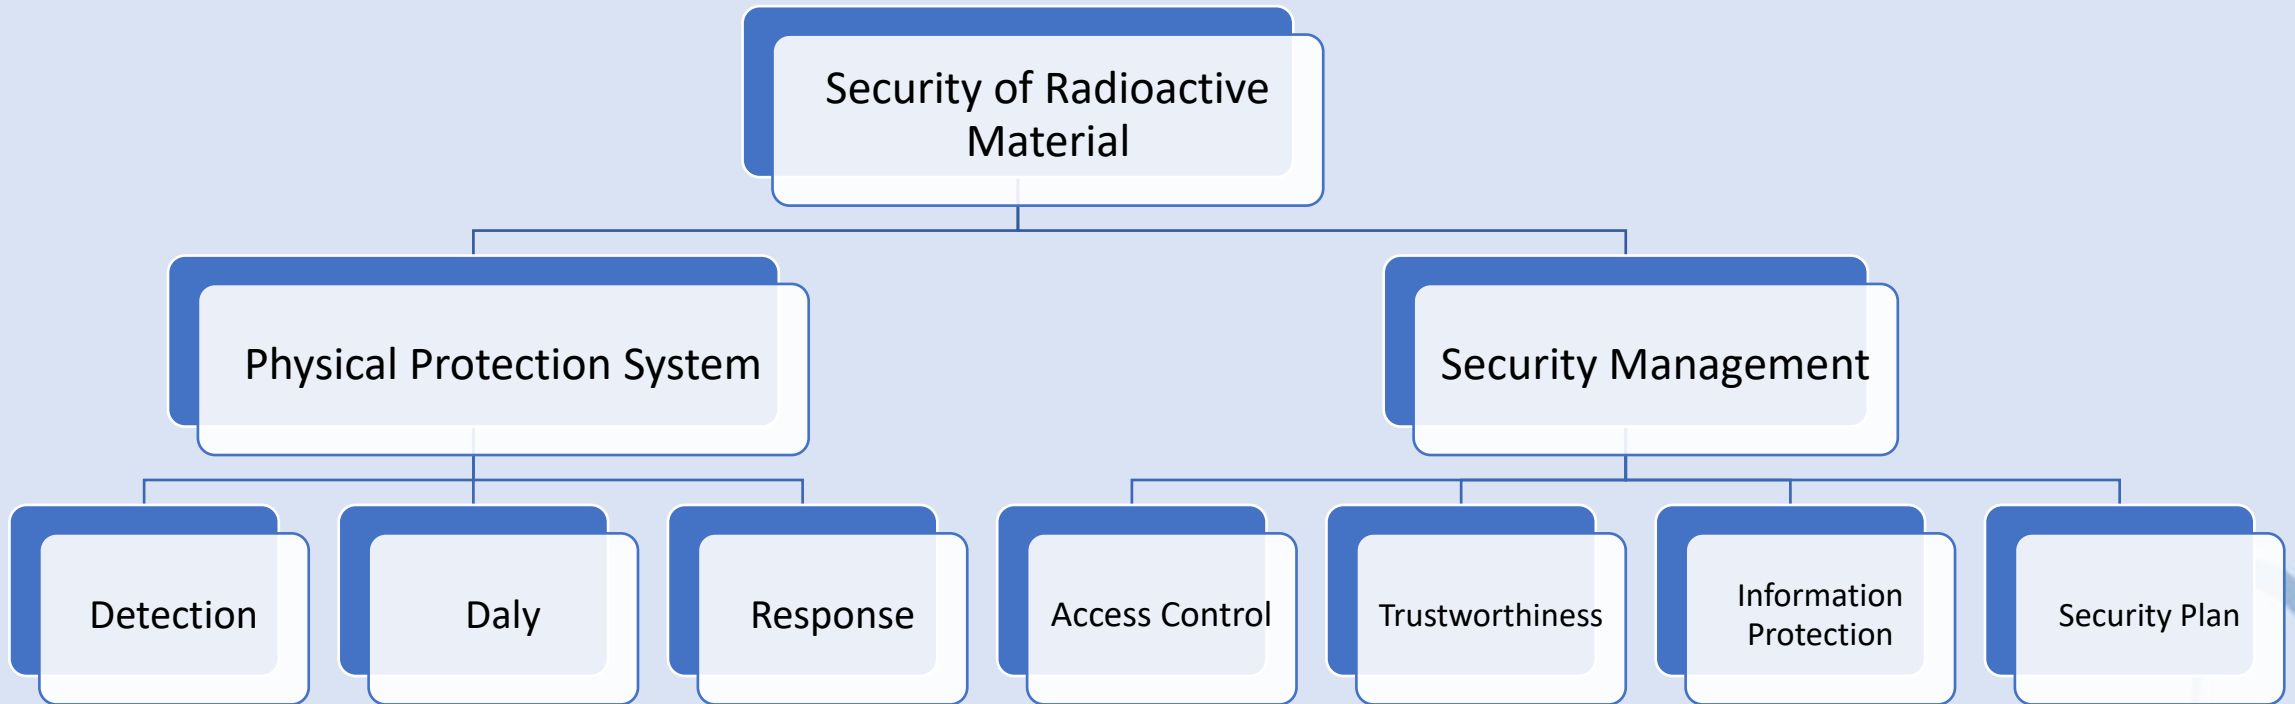 Security of Radioactive
Material
Physical Protection System
Security Management
Detection
Daly
Response
Access Control
Trustworthiness
Information
Protection
Security Plan